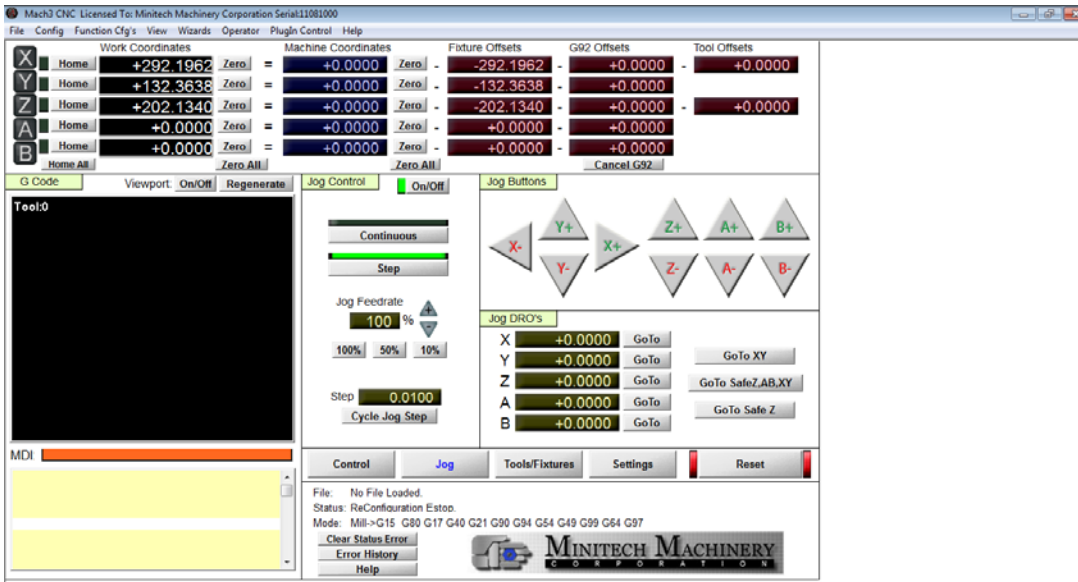 Mach3 CNC Licensed To: Minitech Machinery Corporation Serial:11081000
File Config Function Cfg's View Wizards Operator PlugIn Control Help
Work Coordinates Machine Coordinates Fixture Offsets G92 Offsets Tool Offsets
X Home +292.1962 Zero = +0.0000 Zero - -292.1962 - +0.0000 - +0.0000
Y Home +132.3638 Zero = +0.0000 Zero - -132.3638 - +0.0000
Z Home +202.1340 Zero = +0.0000 Zero - -202.1340 - +0.0000 - +0.0000
A Home +0.0000 Zero = +0.0000 Zero - +0.0000 - +0.0000
B Home +0.0000 Zero = +0.0000 Zero - +0.0000 - +0.0000
Home All Zero All Zero All Cancel G92
G Code Viewport: On/Off Regenerate
Tool:0
MDI
Jog Control On/Off
Continuous
Step
Jog Feedrate
100 % + -
100% 50% 10%
Step 0.0100
Cycle Jog Step
Jog Buttons
X- Y+ X+ Z+ A+ B+
Y- Z- A- B-
Jog DRO's
X +0.0000 GoTo
Y +0.0000 GoTo
Z +0.0000 GoTo
A +0.0000 GoTo
B +0.0000 GoTo
GoTo XY
GoTo SafeZ,AB,XY
GoTo Safe Z
Control Jog Tools/Fixtures Settings Reset
File: No File Loaded.
Status: ReConfiguration Estop.
Mode: Mill->G15 G80 G17 G40 G21 G90 G94 G54 G49 G99 G64 G97
Clear Status Error
Error History
Help
MINITECH MACHINERY
CORPORATION